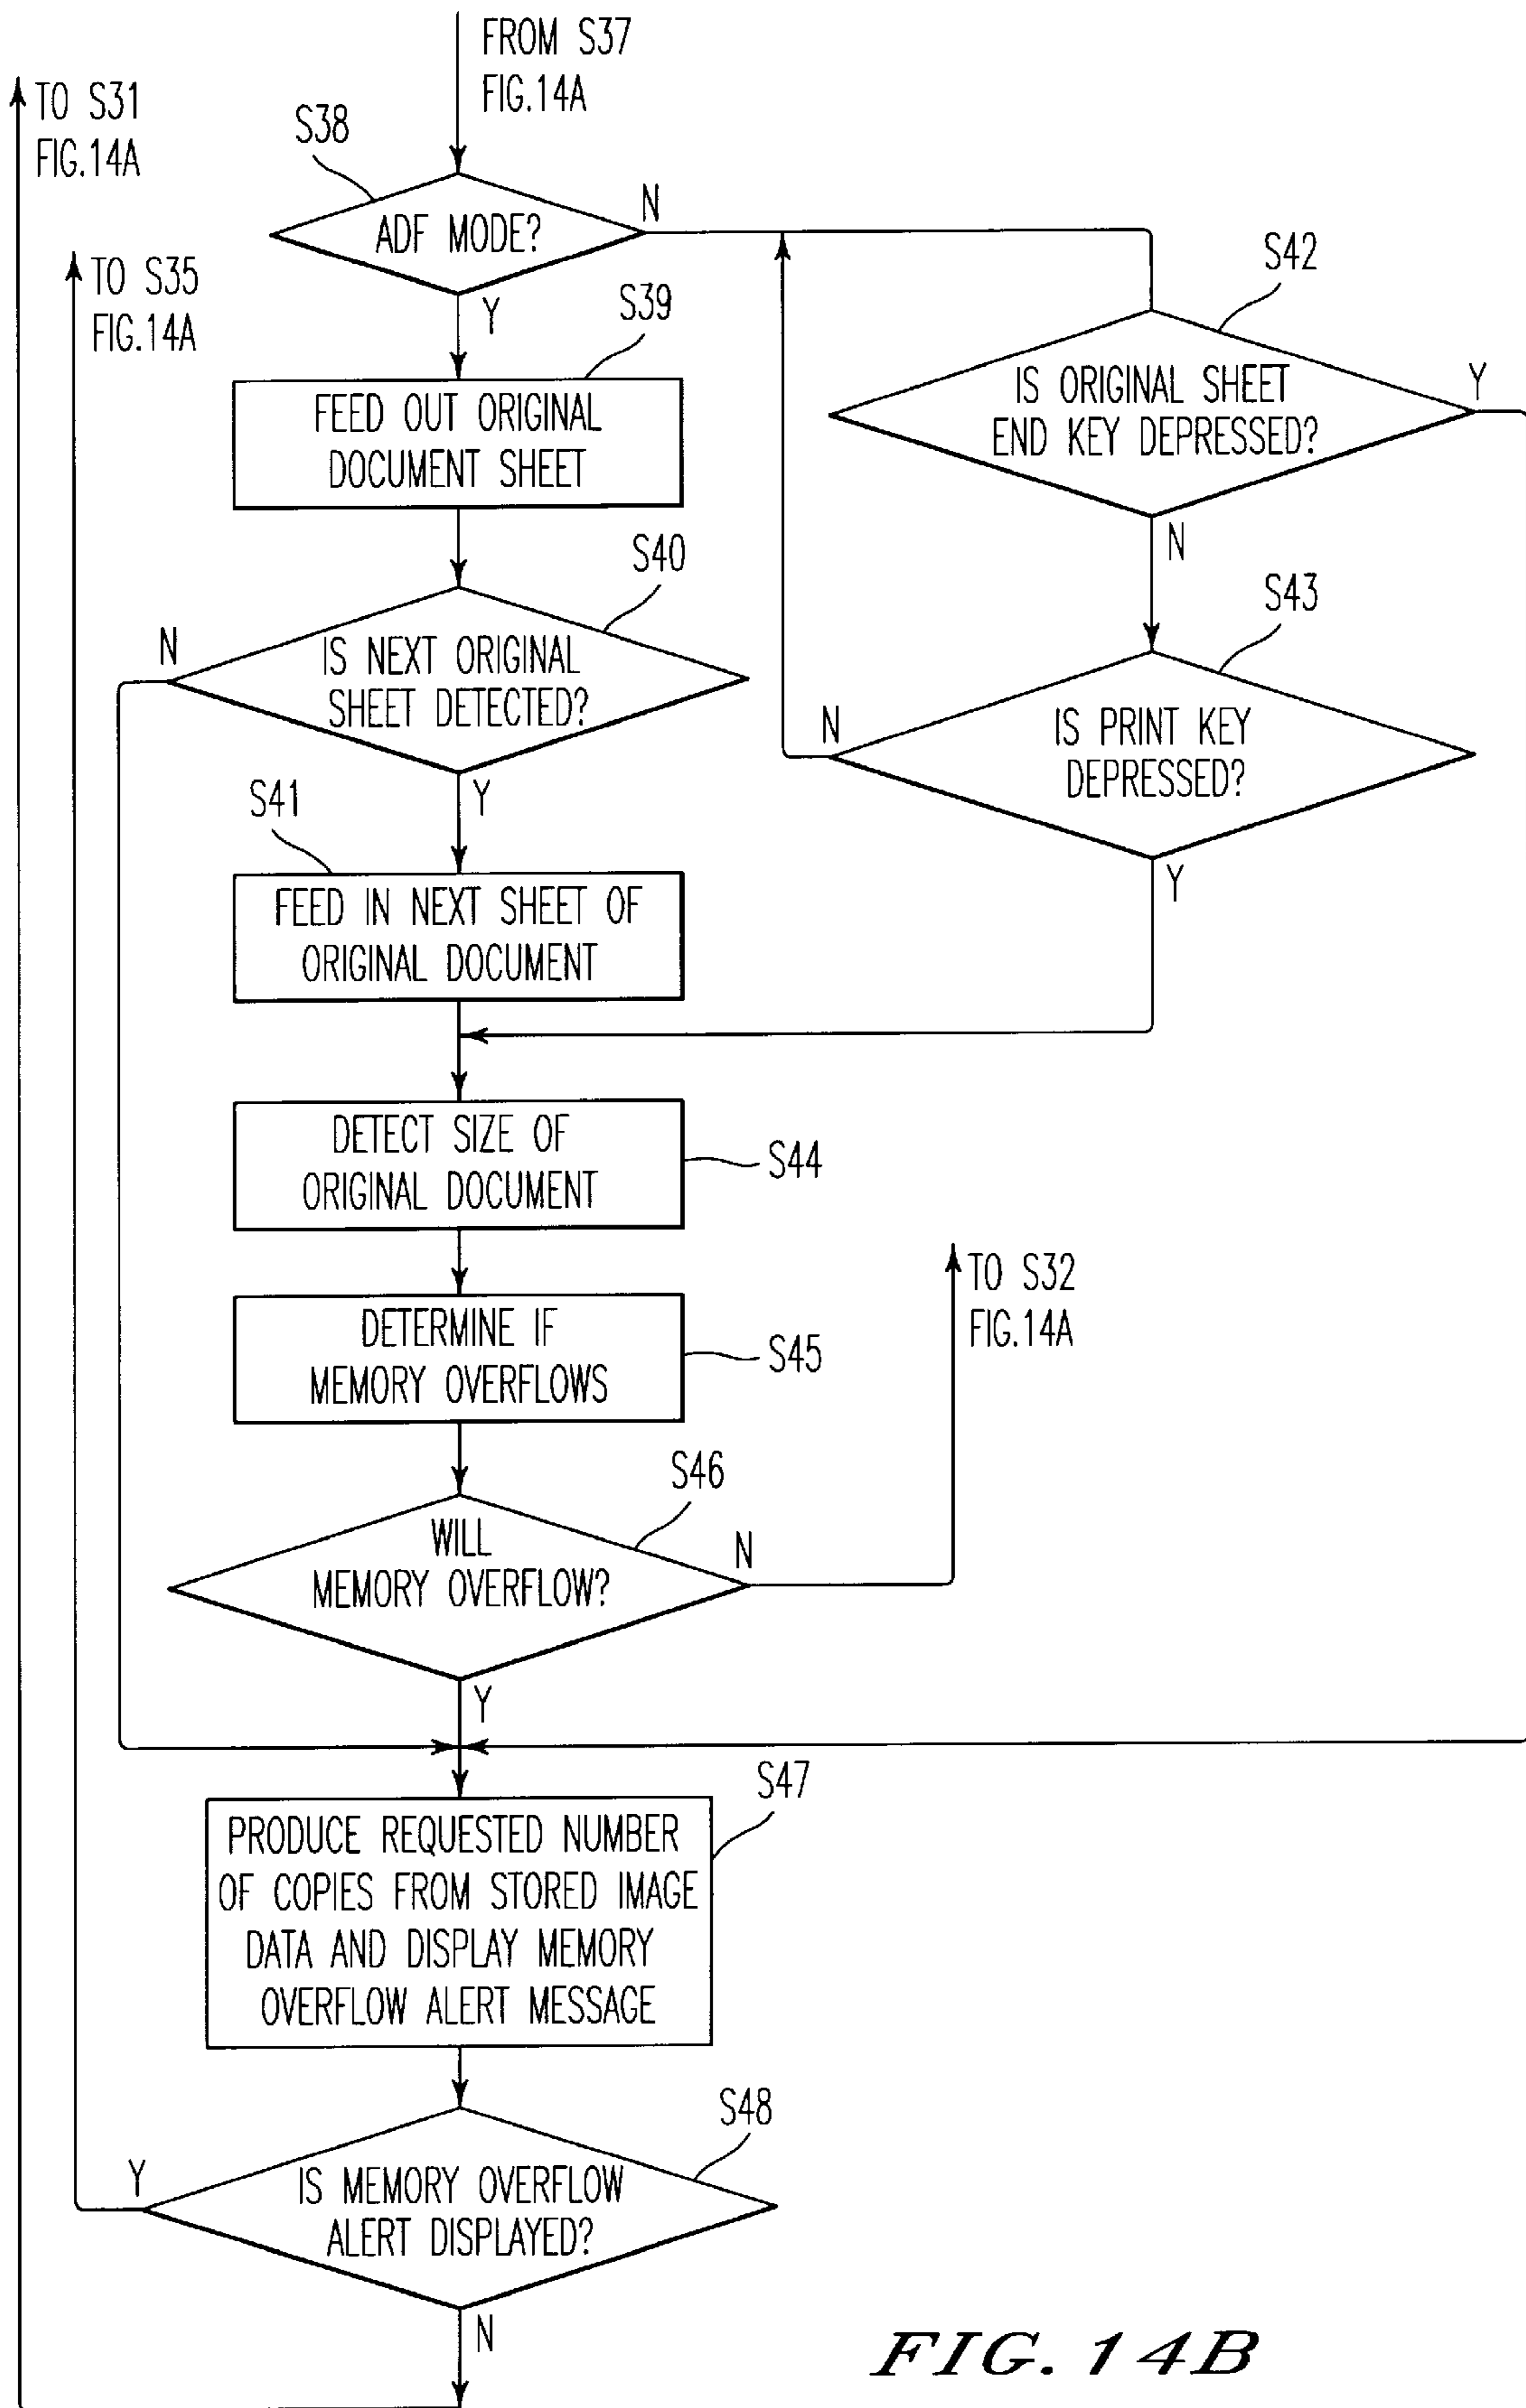 FROM S37
FIG.14A
TO S31
FIG.14A
S38
ADF MODE?
N
Y
TO S35
FIG.14A
S39
FEED OUT ORIGINAL
DOCUMENT SHEET
S42
IS ORIGINAL SHEET
END KEY DEPRESSED?
Y
N
S40
IS NEXT ORIGINAL
SHEET DETECTED?
N
Y
S43
IS PRINT KEY
DEPRESSED?
N
Y
S41
FEED IN NEXT SHEET OF
ORIGINAL DOCUMENT
DETECT SIZE OF
ORIGINAL DOCUMENT
S44
TO S32
FIG.14A
DETERMINE IF
MEMORY OVERFLOWS
S45
S46
WILL
MEMORY OVERFLOW?
N
Y
S47
PRODUCE REQUESTED NUMBER
OF COPIES FROM STORED IMAGE
DATA AND DISPLAY MEMORY
OVERFLOW ALERT MESSAGE
S48
IS MEMORY OVERFLOW
ALERT DISPLAYED?
Y
N
FIG. 14B